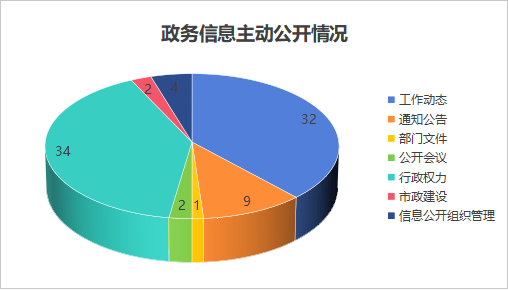 政务信息主动公开情况
2
4
32
34
2
1
9
工作动态
通知公告
部门文件
公开会议
行政权力
市政建设
信息公开组织管理